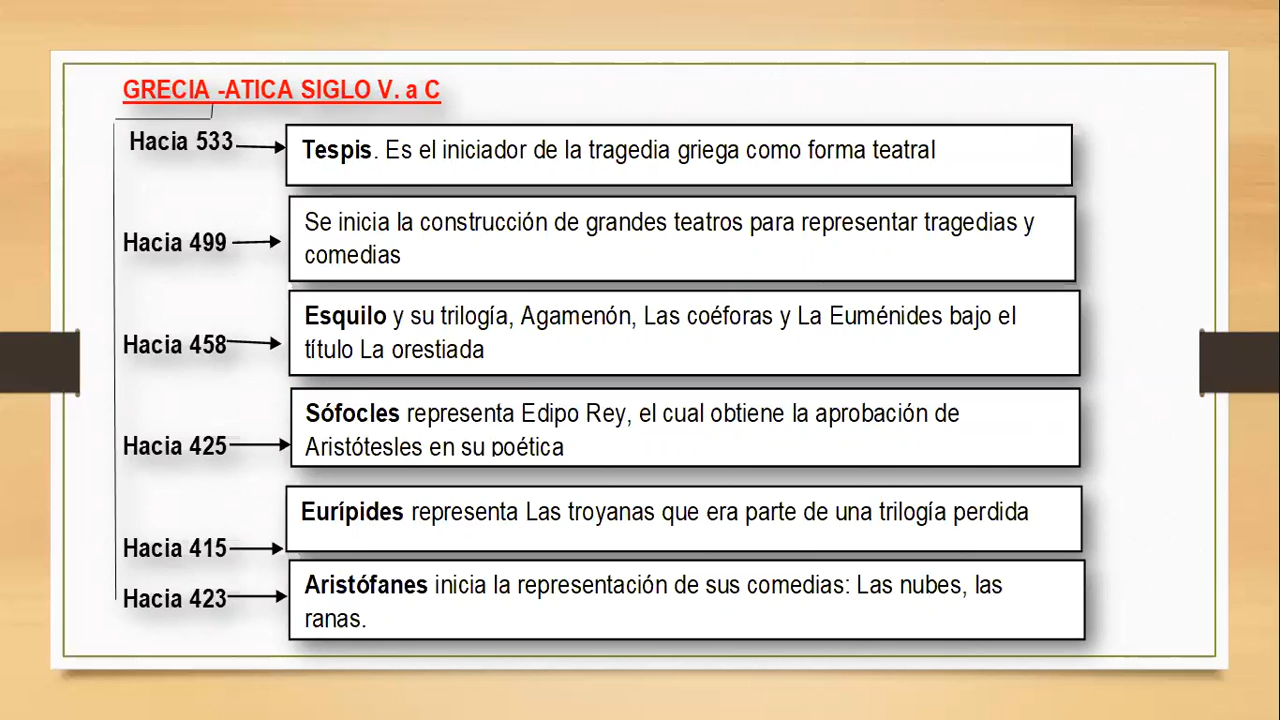 GRECIA -ATICA SIGLO V. a C
Hacia 533
Tespis. Es el iniciador de la tragedia griega como forma teatral
Hacia 499
Se inicia la construcción de grandes teatros para representar tragedias y
comedias
Hacia 458
Esquilo y su trilogía, Agamenón, Las coéforas y La Euménides bajo el
título La orestiada
Hacia 425
Sófocles representa Edipo Rey, el cual obtiene la aprobación de
Aristótesles en su poética
Hacia 415
Eurípides representa Las troyanas que era parte de una trilogía perdida
Hacia 423
Aristófanes inicia la representación de sus comedias: Las nubes, las
ranas.